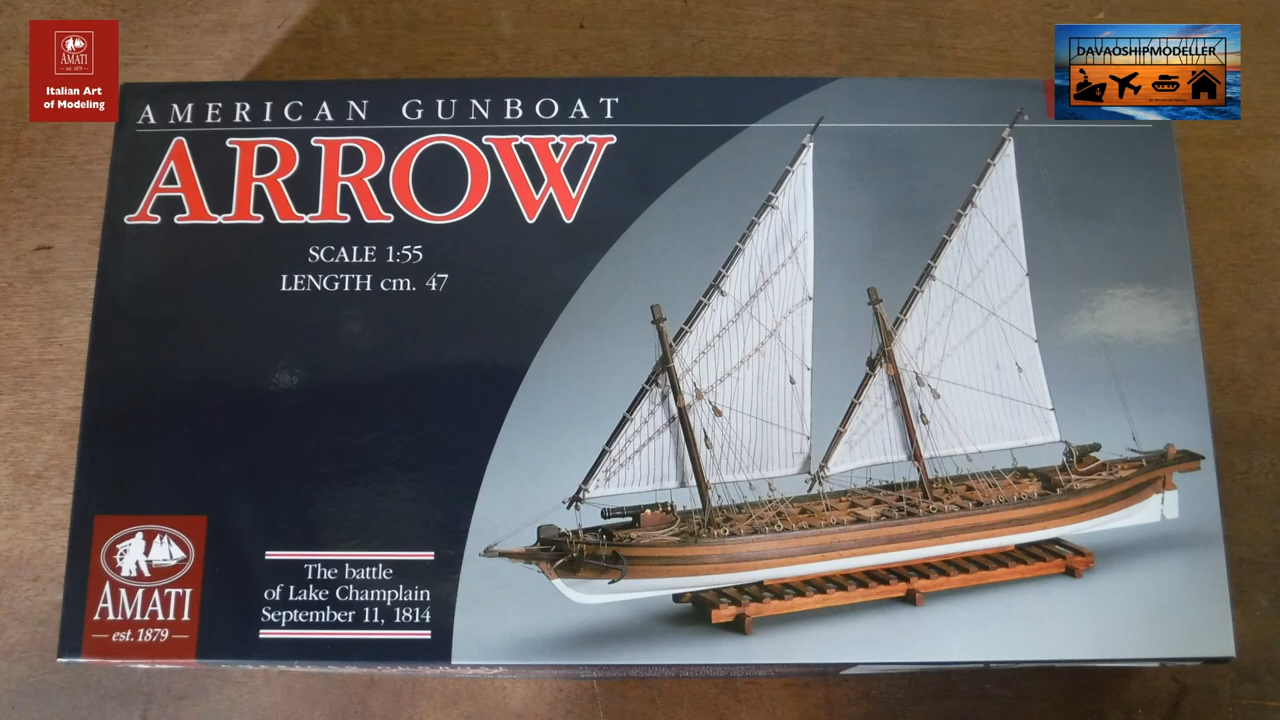 AMATI
est. 1879
Italian Art
of Modeling
DAVAOSHIPMODELLER
AMERICAN GUNBOAT
ARROW
SCALE 1:55
LENGTH cm. 47
The battle
of Lake Champlain
September 11, 1814
AMATI
est. 1879